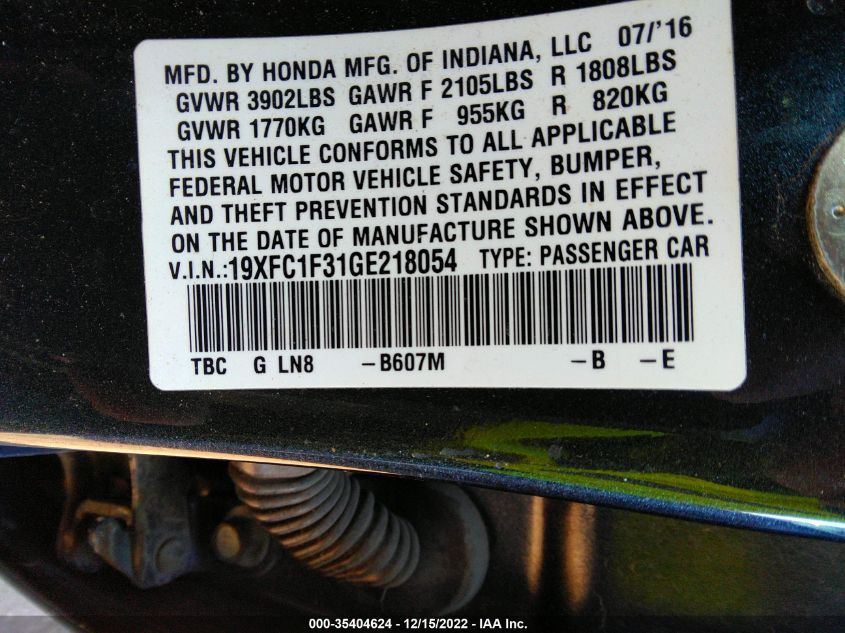 MFD. BY HONDA MFG. OF INDIANA, LLC 07/'16
GVWR 3902LBS GAWR F 2105LBS R 1808LBS
GVWR 1770KG GAWR F 955KG R 820KG
THIS VEHICLE CONFORMS TO ALL APPLICABLE
FEDERAL MOTOR VEHICLE SAFETY, BUMPER,
AND THEFT PREVENTION STANDARDS IN EFFECT
ON THE DATE OF MANUFACTURE SHOWN ABOVE.
V.I.N.:19XFC1F31GE218054 TYPE: PASSENGER CAR
TBC G LN8 -B607M -B -E
000-35404624 - 12/15/2022 - IAA Inc.